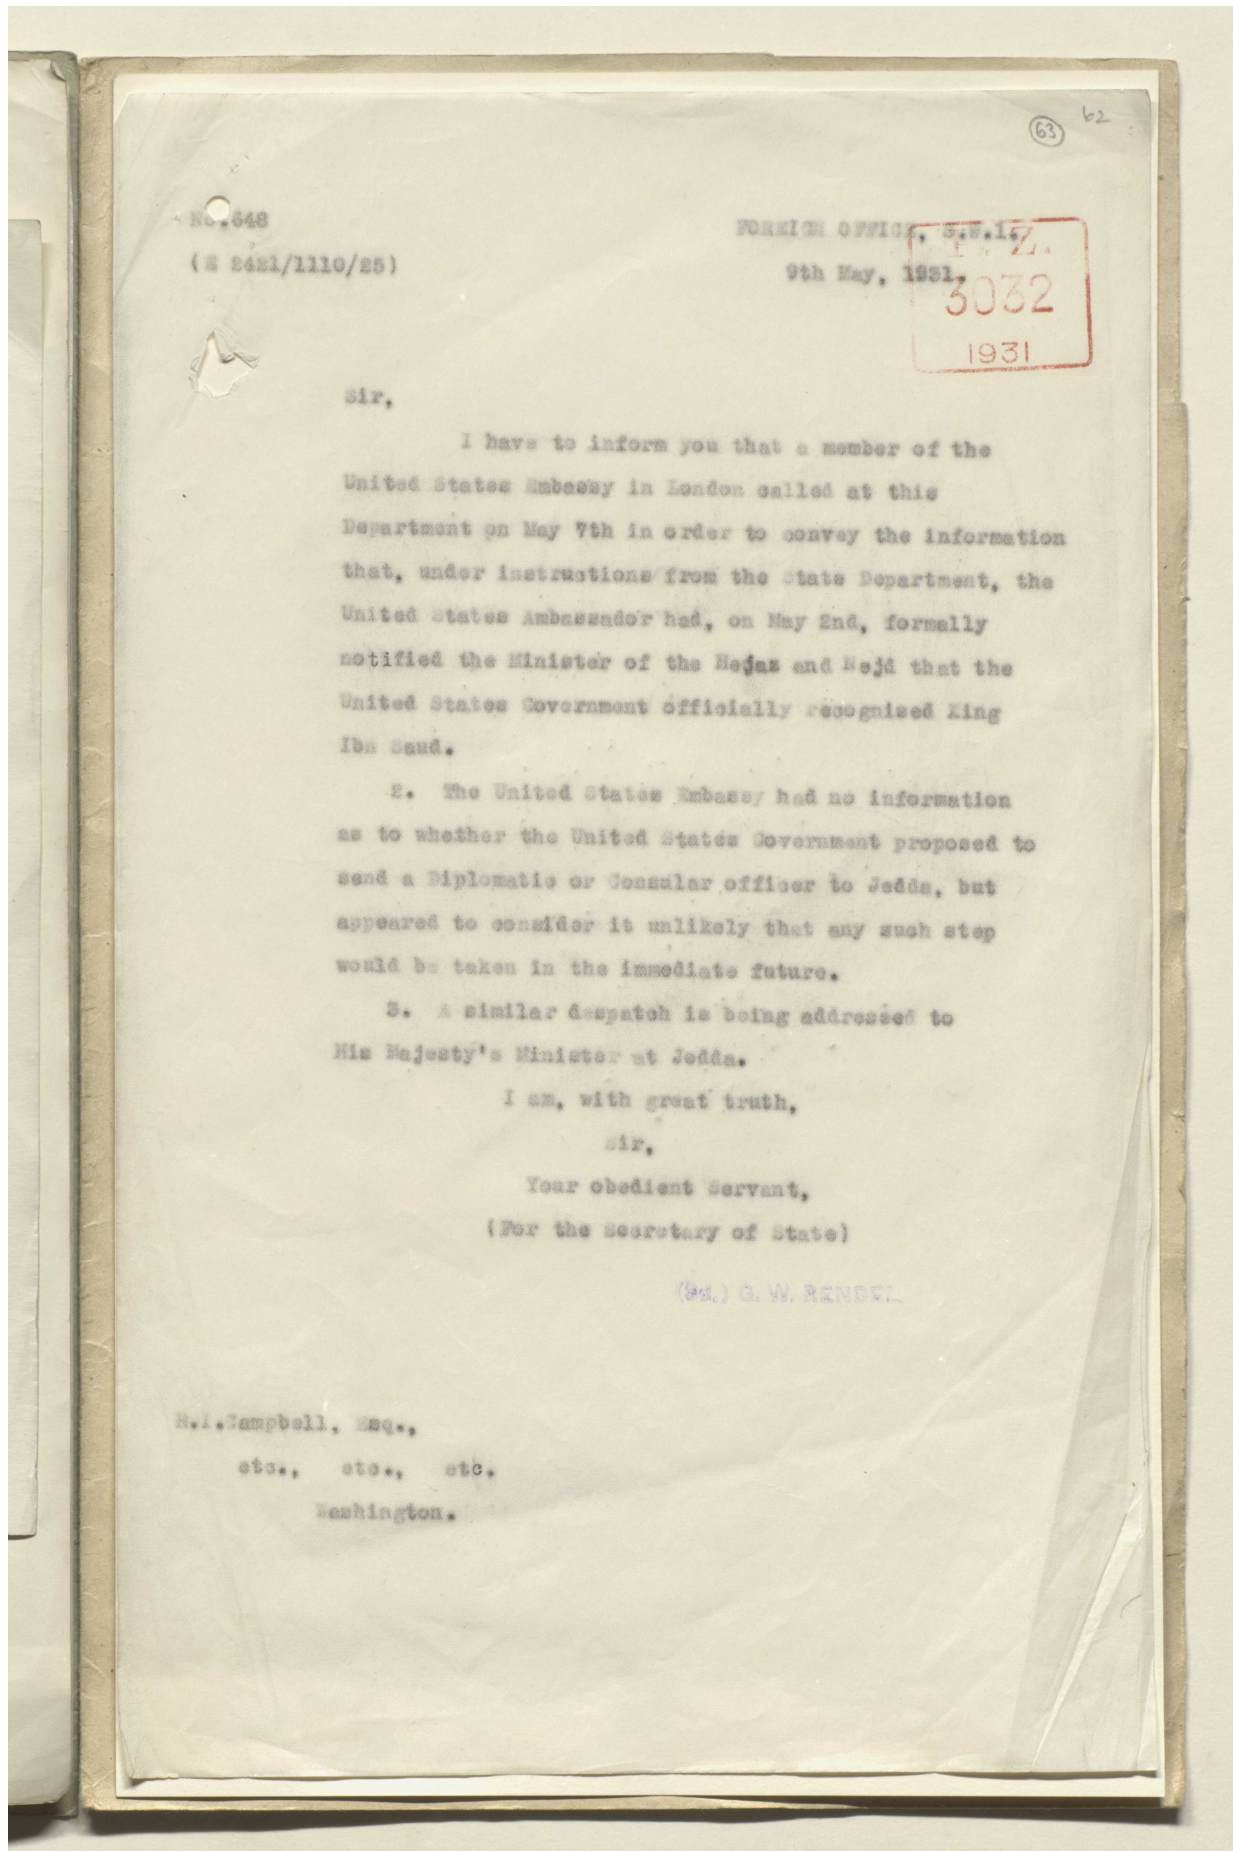 63
62
No.648
FOREIGN OFFICE, S.W.1.
(E 2421/1110/25)
9th May, 1931.
P. Z.
3032
1931
Sir,
I have to inform you that a member of the
United States Embassy in London called at this
Department on May 7th in order to convey the information
that, under instructions from the State Department, the
United States Ambassador had, on May 2nd, formally
notified the Minister of the Hejaz and Nejd that the
United States Government officially recognised King
Ibn Saud.
2. The United States Embassy had no information
as to whether the United States Government proposed to
send a Diplomatic or Consular officer to Jedda, but
appeared to consider it unlikely that any such step
would be taken in the immediate future.
3. A similar despatch is being addressed to
His Majesty's Minister at Jedda.
I am, with great truth,
Sir,
Your obedient Servant,
(For the Secretary of State)
(Sd.) G. W. RENDEL
R.I.Campbell, Esq.,
etc., etc., etc.
Washington.